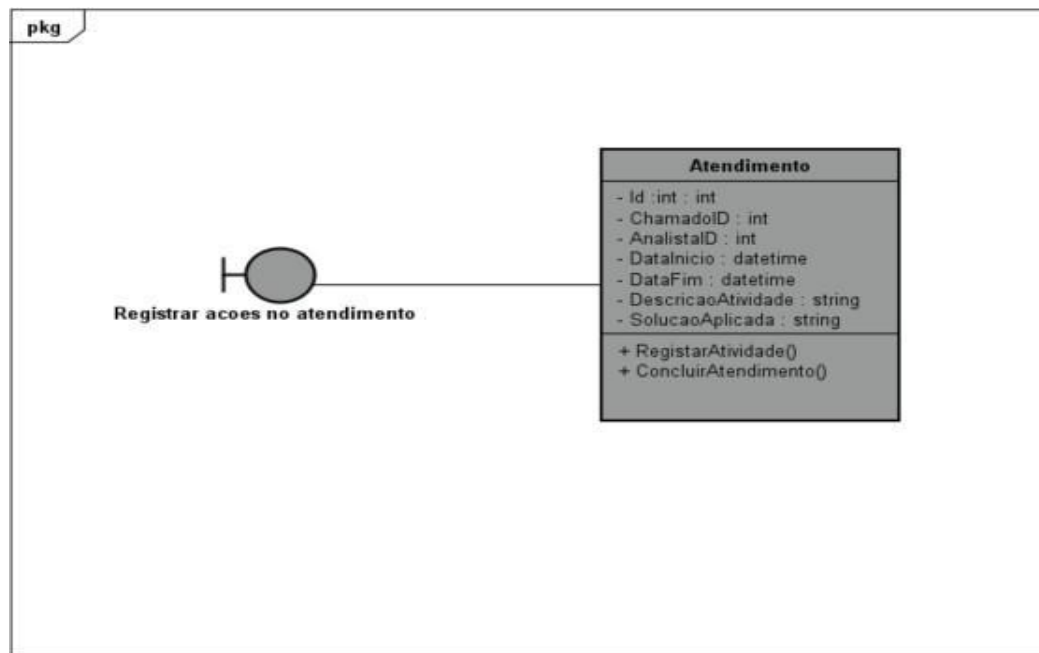 pkg
Atendimento
- Id :int : int
- ChamadoID : int
- AnalistaID : int
- DataInicio : datetime
- DataFim : datetime
- DescricaoAtividade : string
- SolucaoAplicada : string
+ RegistarAtividade()
+ ConcluirAtendimento()
Registrar acoes no atendimento